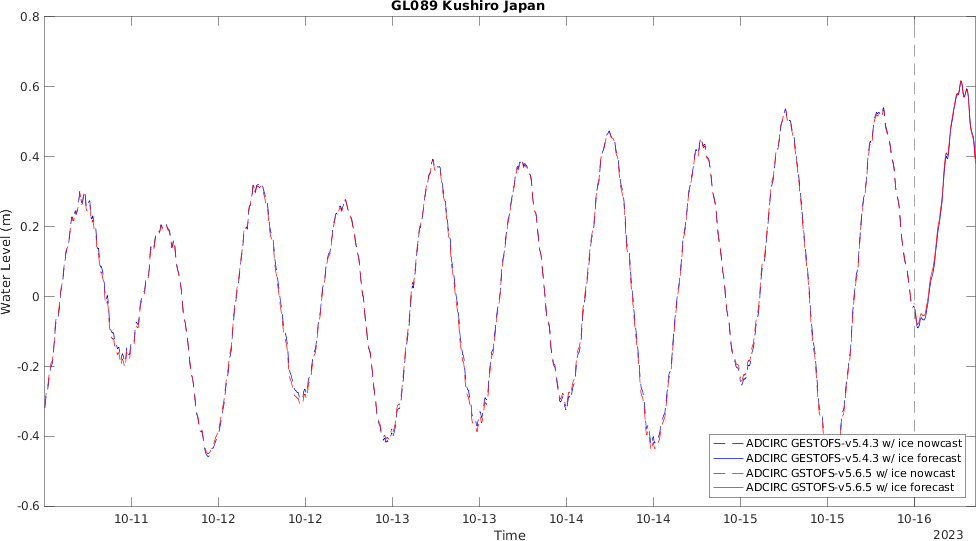 GL089 Kushiro Japan
0.8
0.6
0.4
0.2
0
-0.2
-0.4
-0.6
Water Level (m)
ADCIRC GESTOFS-v5.4.3 w/ ice nowcast
ADCIRC GESTOFS-v5.4.3 w/ ice forecast
ADCIRC GSTOFS-v5.6.5 w/ ice nowcast
ADCIRC GSTOFS-v5.6.5 w/ ice forecast
10-11 10-12 10-12 10-13 10-13 10-14 10-14 10-15 10-15 10-16
Time
2023